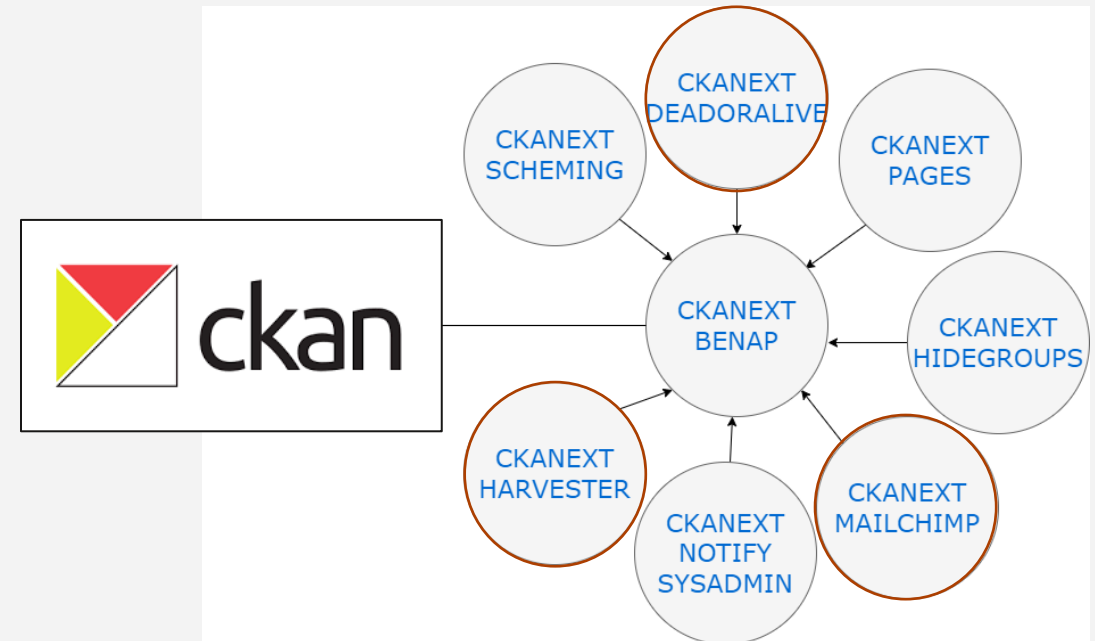 CKANEXT
DEADORALIVE
CKANEXT
SCHEMING
CKANEXT
PAGES
ckan
CKANEXT
BENAP
CKANEXT
HIDEGROUPS
CKANEXT
HARVESTER
CKANEXT
MAILCHIMP
CKANEXT
NOTIFY
SYSADMIN